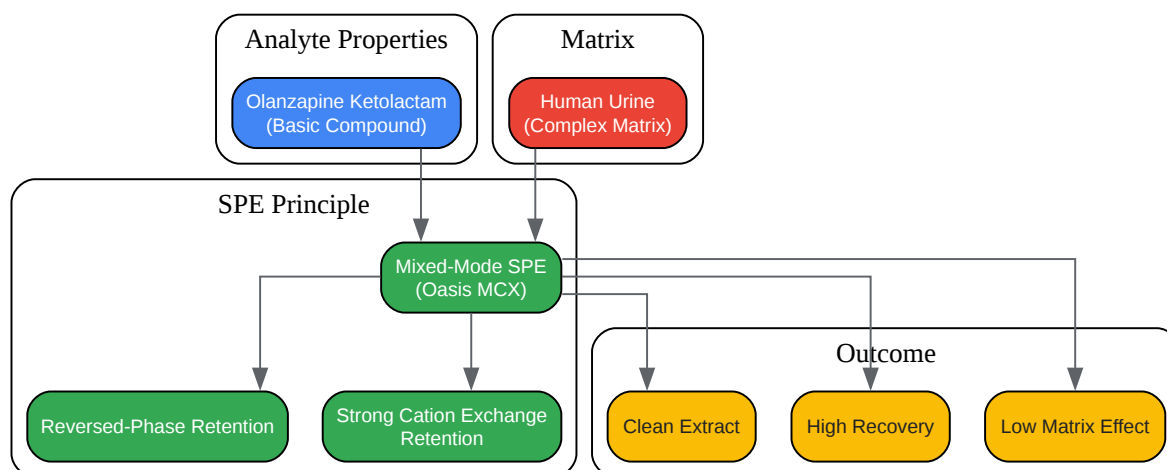 Analyte Properties
Matrix
Olanzapine Ketolactam
(Basic Compound)
Human Urine
(Complex Matrix)
SPE Principle
Mixed-Mode SPE
(Oasis MCX)
Outcome
Reversed-Phase Retention
Strong Cation Exchange
Retention
Clean Extract
High Recovery
Low Matrix Effect